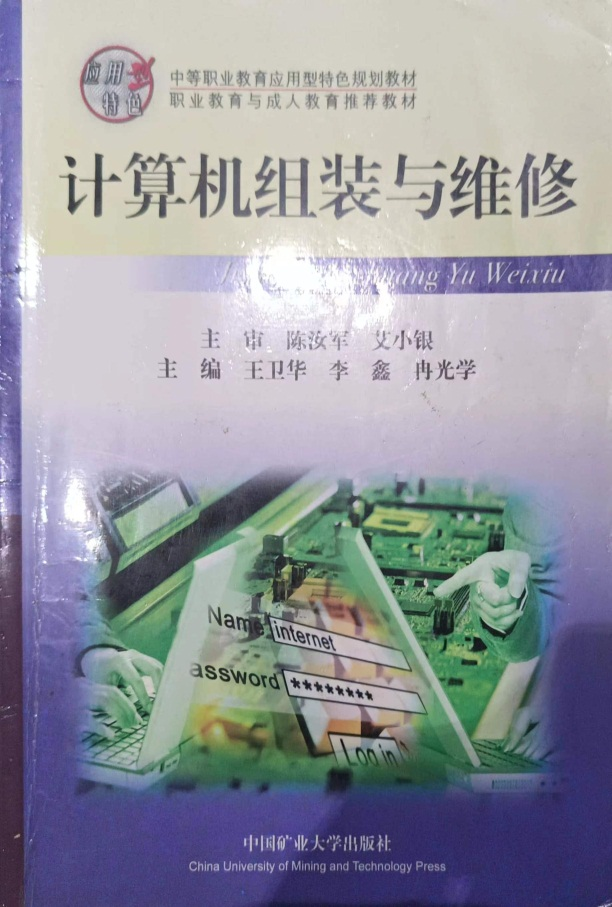 应用型
特色
中等职业教育应用型特色规划教材
职业教育与成人教育推荐教材
计算机组装与维修
Yu Weixiu
主 审 陈汝军 艾小银
主 编 王卫华 李 鑫 冉光学
Name internet
assword ********
Log in
中国矿业大学出版社
China University of Mining and Technology Press